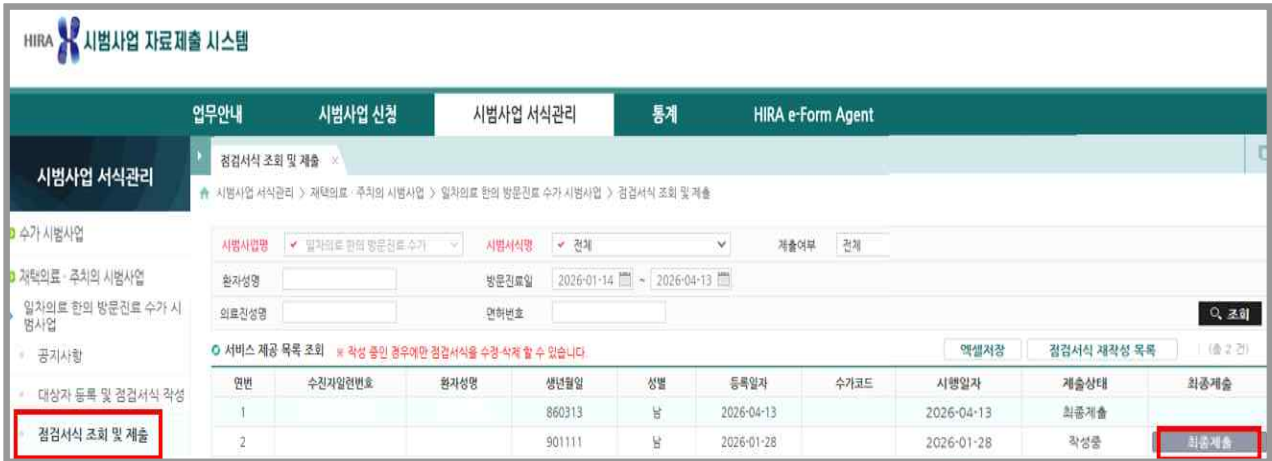 HIRA 시범사업 자료제출 시스템
업무안내 시범사업 신청 시범사업 서식관리 통계 HIRA e-Form Agent
시범사업 서식관리
점검서식 조회 및 제출 ×
시범사업 서식관리 > 재택의료·주치의 시범사업 > 일차의료 한의 방문진료 수가 시범사업 > 점검서식 조회 및 제출
수가 시범사업
재택의료·주치의 시범사업
일차의료 한의 방문진료 수가 시범사업
공지사항
대상자 등록 및 점검서식 작성
점검서식 조회 및 제출
시범사업명 일차의료 한의 방문진료 수가 시범서식명 전체 제출여부 전체
환자성명 방문진료일 2026-01-14 ~ 2026-04-13
의료진성명 면허번호 조회
서비스 제공 목록 조회 ※ 작성 중인 경우에만 점검서식을 수정·삭제 할 수 있습니다. 엑셀저장 점검서식 재작성 목록 (총 2 건)
연번 수진자일련번호 환자성명 생년월일 성별 등록일자 수가코드 시행일자 제출상태 최종제출
1 860313 남 2026-04-13 2026-04-13 최종제출
2 901111 남 2026-01-28 2026-01-28 작성중 최종제출